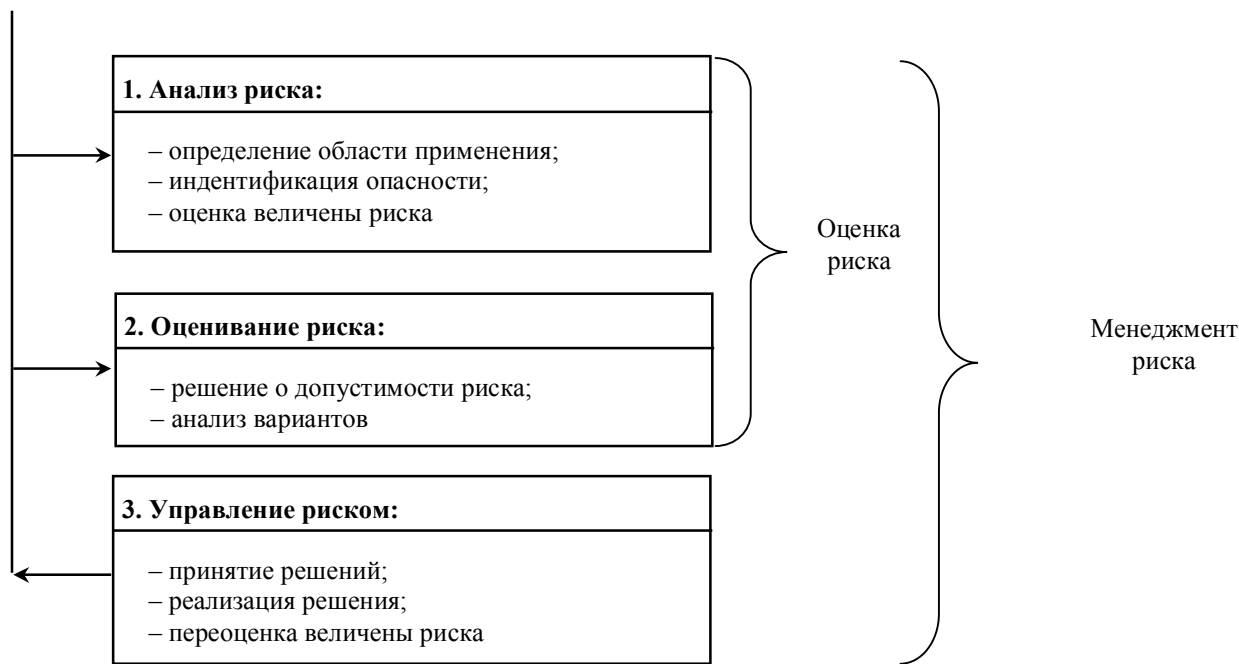 1. Анализ риска:
– определение области применения;
– индентификация опасности;
– оценка величены риска
Оценка
риска
2. Оценивание риска:
– решение о допустимости риска;
– анализ вариантов
Менеджмент
риска
3. Управление риском:
– принятие решений;
– реализация решения;
– переоценка величены риска